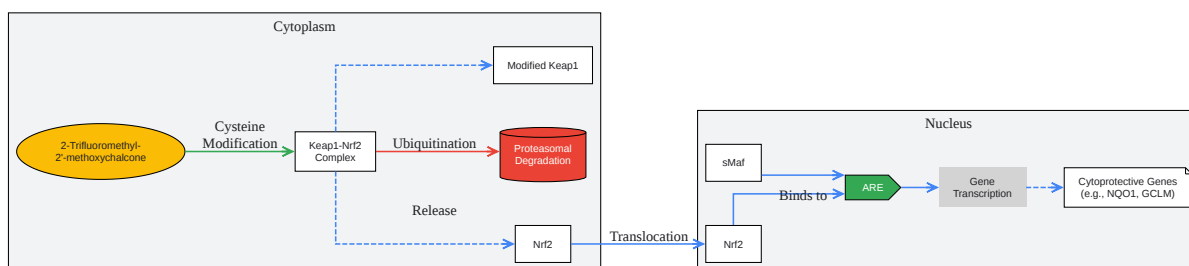 Cytoplasm
Modified Keap1
Cysteine
Modification
2-Trifluromethyl-
2'-methoxychalcone
Keap1-Nrf2
Complex
Ubiquitination
Proteasomal
Degradation
Release
Nrf2
Translocation
Nucleus
sMaf
Binds to
ARE
Gene
Transcription
Cytoprotective Genes
(e.g., NQO1, GCLM)
Nrf2